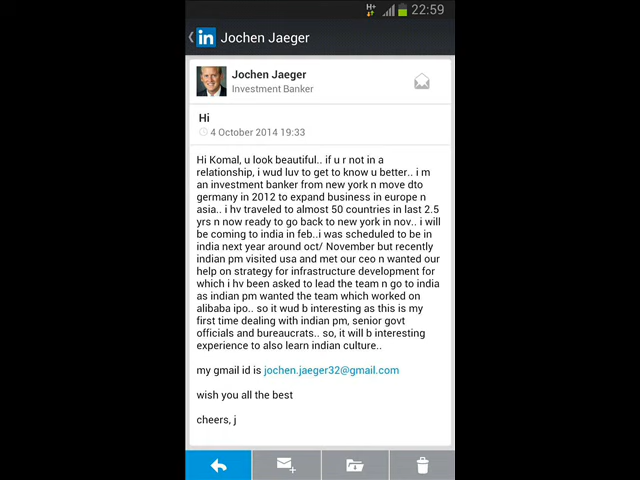 H+ 22:59
in Jochen Jaeger
Jochen Jaeger
Investment Banker
Hi
4 October 2014 19:33
Hi Komal, u look beautiful.. if u r not in a
relationship, i wud luv to get to know u better.. i m
an investment banker from new york n move dto
germany in 2012 to expand business in europe n
asia.. i hv traveled to almost 50 countries in last 2.5
yrs n now ready to go back to new york in nov.. i will
be coming to india in feb..i was scheduled to be in
india next year around oct/ November but recently
indian pm visited usa and met our ceo n wanted our
help on strategy for infrastructure development for
which i hv been asked to lead the team n go to india
as indian pm wanted the team which worked on
alibaba ipo.. so it wud b interesting as this is my
first time dealing with indian pm, senior govt
officials and bureaucrats.. so, it will b interesting
experience to also learn indian culture..
my gmail id is jochen.jaeger32@gmail.com
wish you all the best
cheers, j